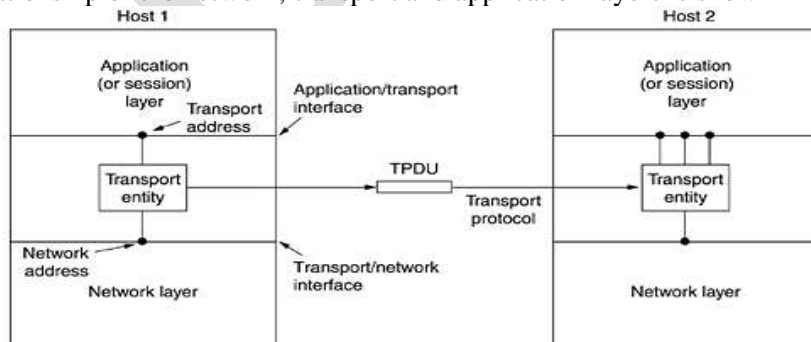 Host 1
Host 2
Application
(or session)
layer
Transport
address
Application/transport
interface
Application
(or session)
layer
Transport
entity
TPDU
Transport
protocol
Transport
entity
Network
address
Network layer
Transport/network
interface
Network layer